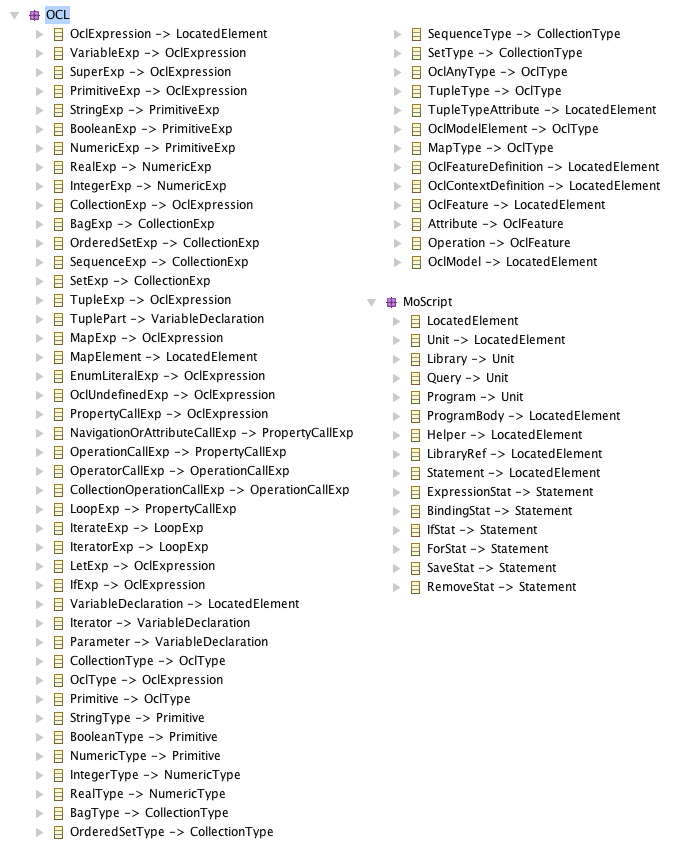 OCL
OclExpression -> LocatedElement
VariableExp -> OclExpression
SuperExp -> OclExpression
PrimitiveExp -> OclExpression
StringExp -> PrimitiveExp
BooleanExp -> PrimitiveExp
NumericExp -> PrimitiveExp
RealExp -> NumericExp
IntegerExp -> NumericExp
CollectionExp -> OclExpression
BagExp -> CollectionExp
OrderedSetExp -> CollectionExp
SequenceExp -> CollectionExp
SetExp -> CollectionExp
TupleExp -> OclExpression
TuplePart -> VariableDeclaration
MapExp -> OclExpression
MapElement -> LocatedElement
EnumLiteralExp -> OclExpression
OclUndefinedExp -> OclExpression
PropertyCallExp -> OclExpression
NavigationOrAttributeCallExp -> PropertyCallExp
OperationCallExp -> PropertyCallExp
OperatorCallExp -> OperationCallExp
CollectionOperationCallExp -> OperationCallExp
LoopExp -> PropertyCallExp
IterateExp -> LoopExp
IteratorExp -> LoopExp
LetExp -> OclExpression
IfExp -> OclExpression
VariableDeclaration -> LocatedElement
Iterator -> VariableDeclaration
Parameter -> VariableDeclaration
CollectionType -> OclType
OclType -> OclExpression
Primitive -> OclType
StringType -> Primitive
BooleanType -> Primitive
NumericType -> Primitive
IntegerType -> NumericType
RealType -> NumericType
BagType -> CollectionType
OrderedSetType -> CollectionType
SequenceType -> CollectionType
SetType -> CollectionType
OclAnyType -> OclType
TupleType -> OclType
TupleTypeAttribute -> LocatedElement
OclModelElement -> OclType
MapType -> OclType
OclFeatureDefinition -> LocatedElement
OclContextDefinition -> LocatedElement
OclFeature -> LocatedElement
Attribute -> OclFeature
Operation -> OclFeature
OclModel -> LocatedElement
MoScript
LocatedElement
Unit -> LocatedElement
Library -> Unit
Query -> Unit
Program -> Unit
ProgramBody -> LocatedElement
Helper -> LocatedElement
LibraryRef -> LocatedElement
Statement -> LocatedElement
ExpressionStat -> Statement
BindingStat -> Statement
IfStat -> Statement
ForStat -> Statement
SaveStat -> Statement
RemoveStat -> Statement